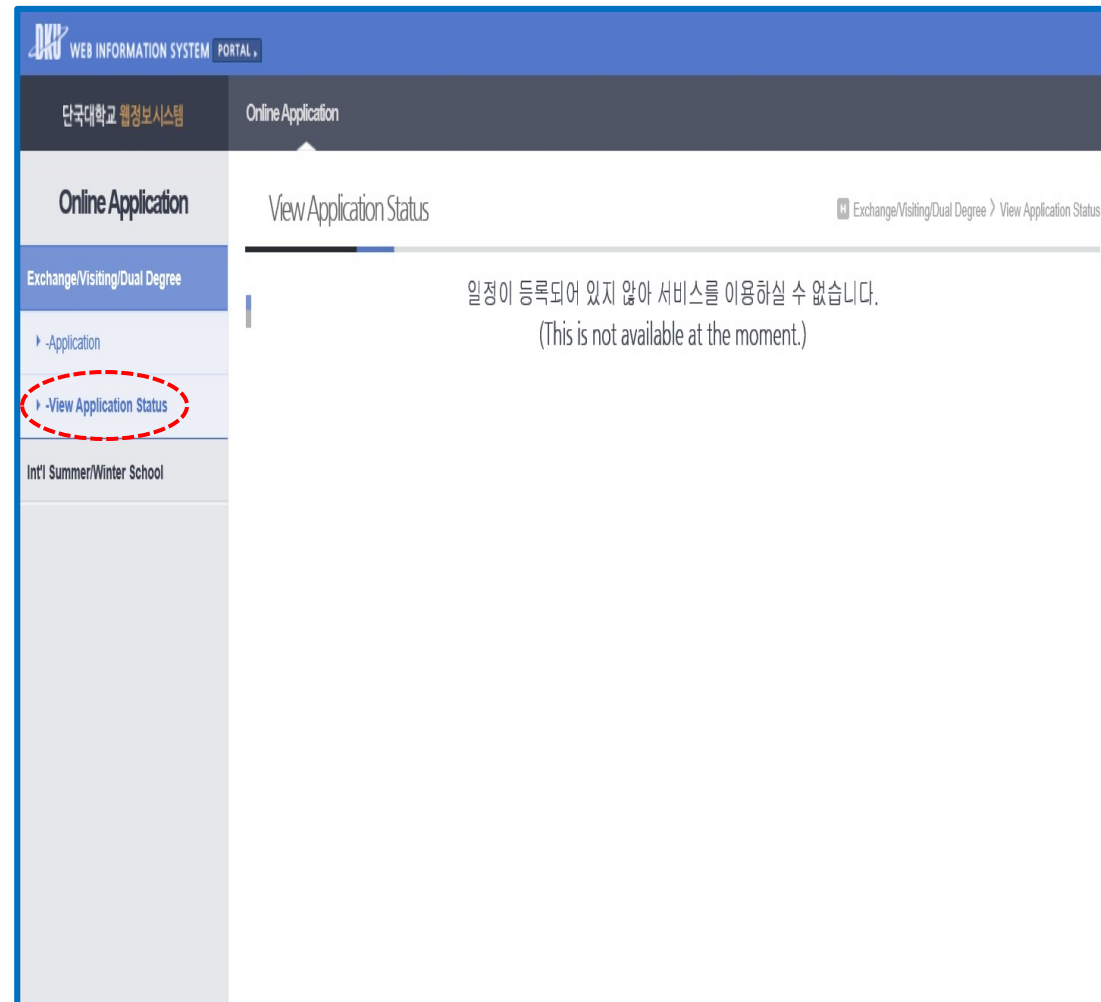 DKU WEB INFORMATION SYSTEM PORTAL
단국대학교 웹정보시스템 Online Application
Online Application
View Application Status
H Exchange/Visiting/Dual Degree > View Application Status
Exchange/Visiting/Dual Degree
-Application
-View Application Status
Int'l Summer/Winter School
일정이 등록되어 있지 않아 서비스를 이용하실 수 없습니다.
(This is not available at the moment.)